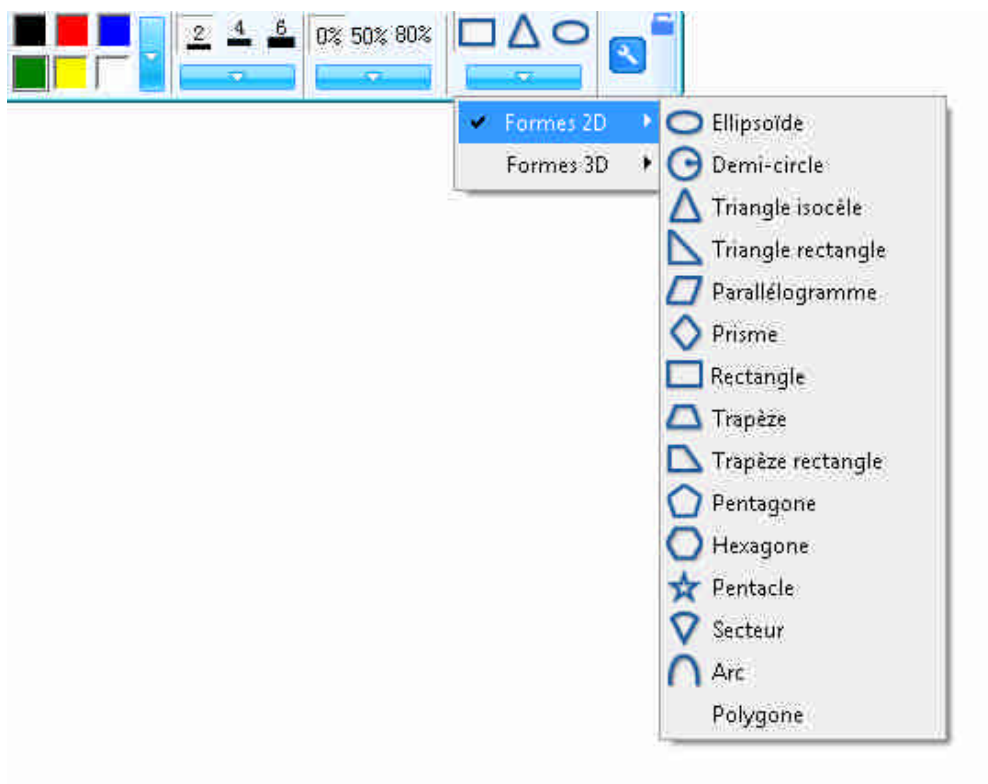 2 4 6 0% 50% 80%
Formes 2D
Formes 3D
Ellipsoïde
Demi-circle
Triangle isocèle
Triangle rectangle
Parallélogramme
Prisme
Rectangle
Trapèze
Trapèze rectangle
Pentagone
Hexagone
Pentacle
Secteur
Arc
Polygone